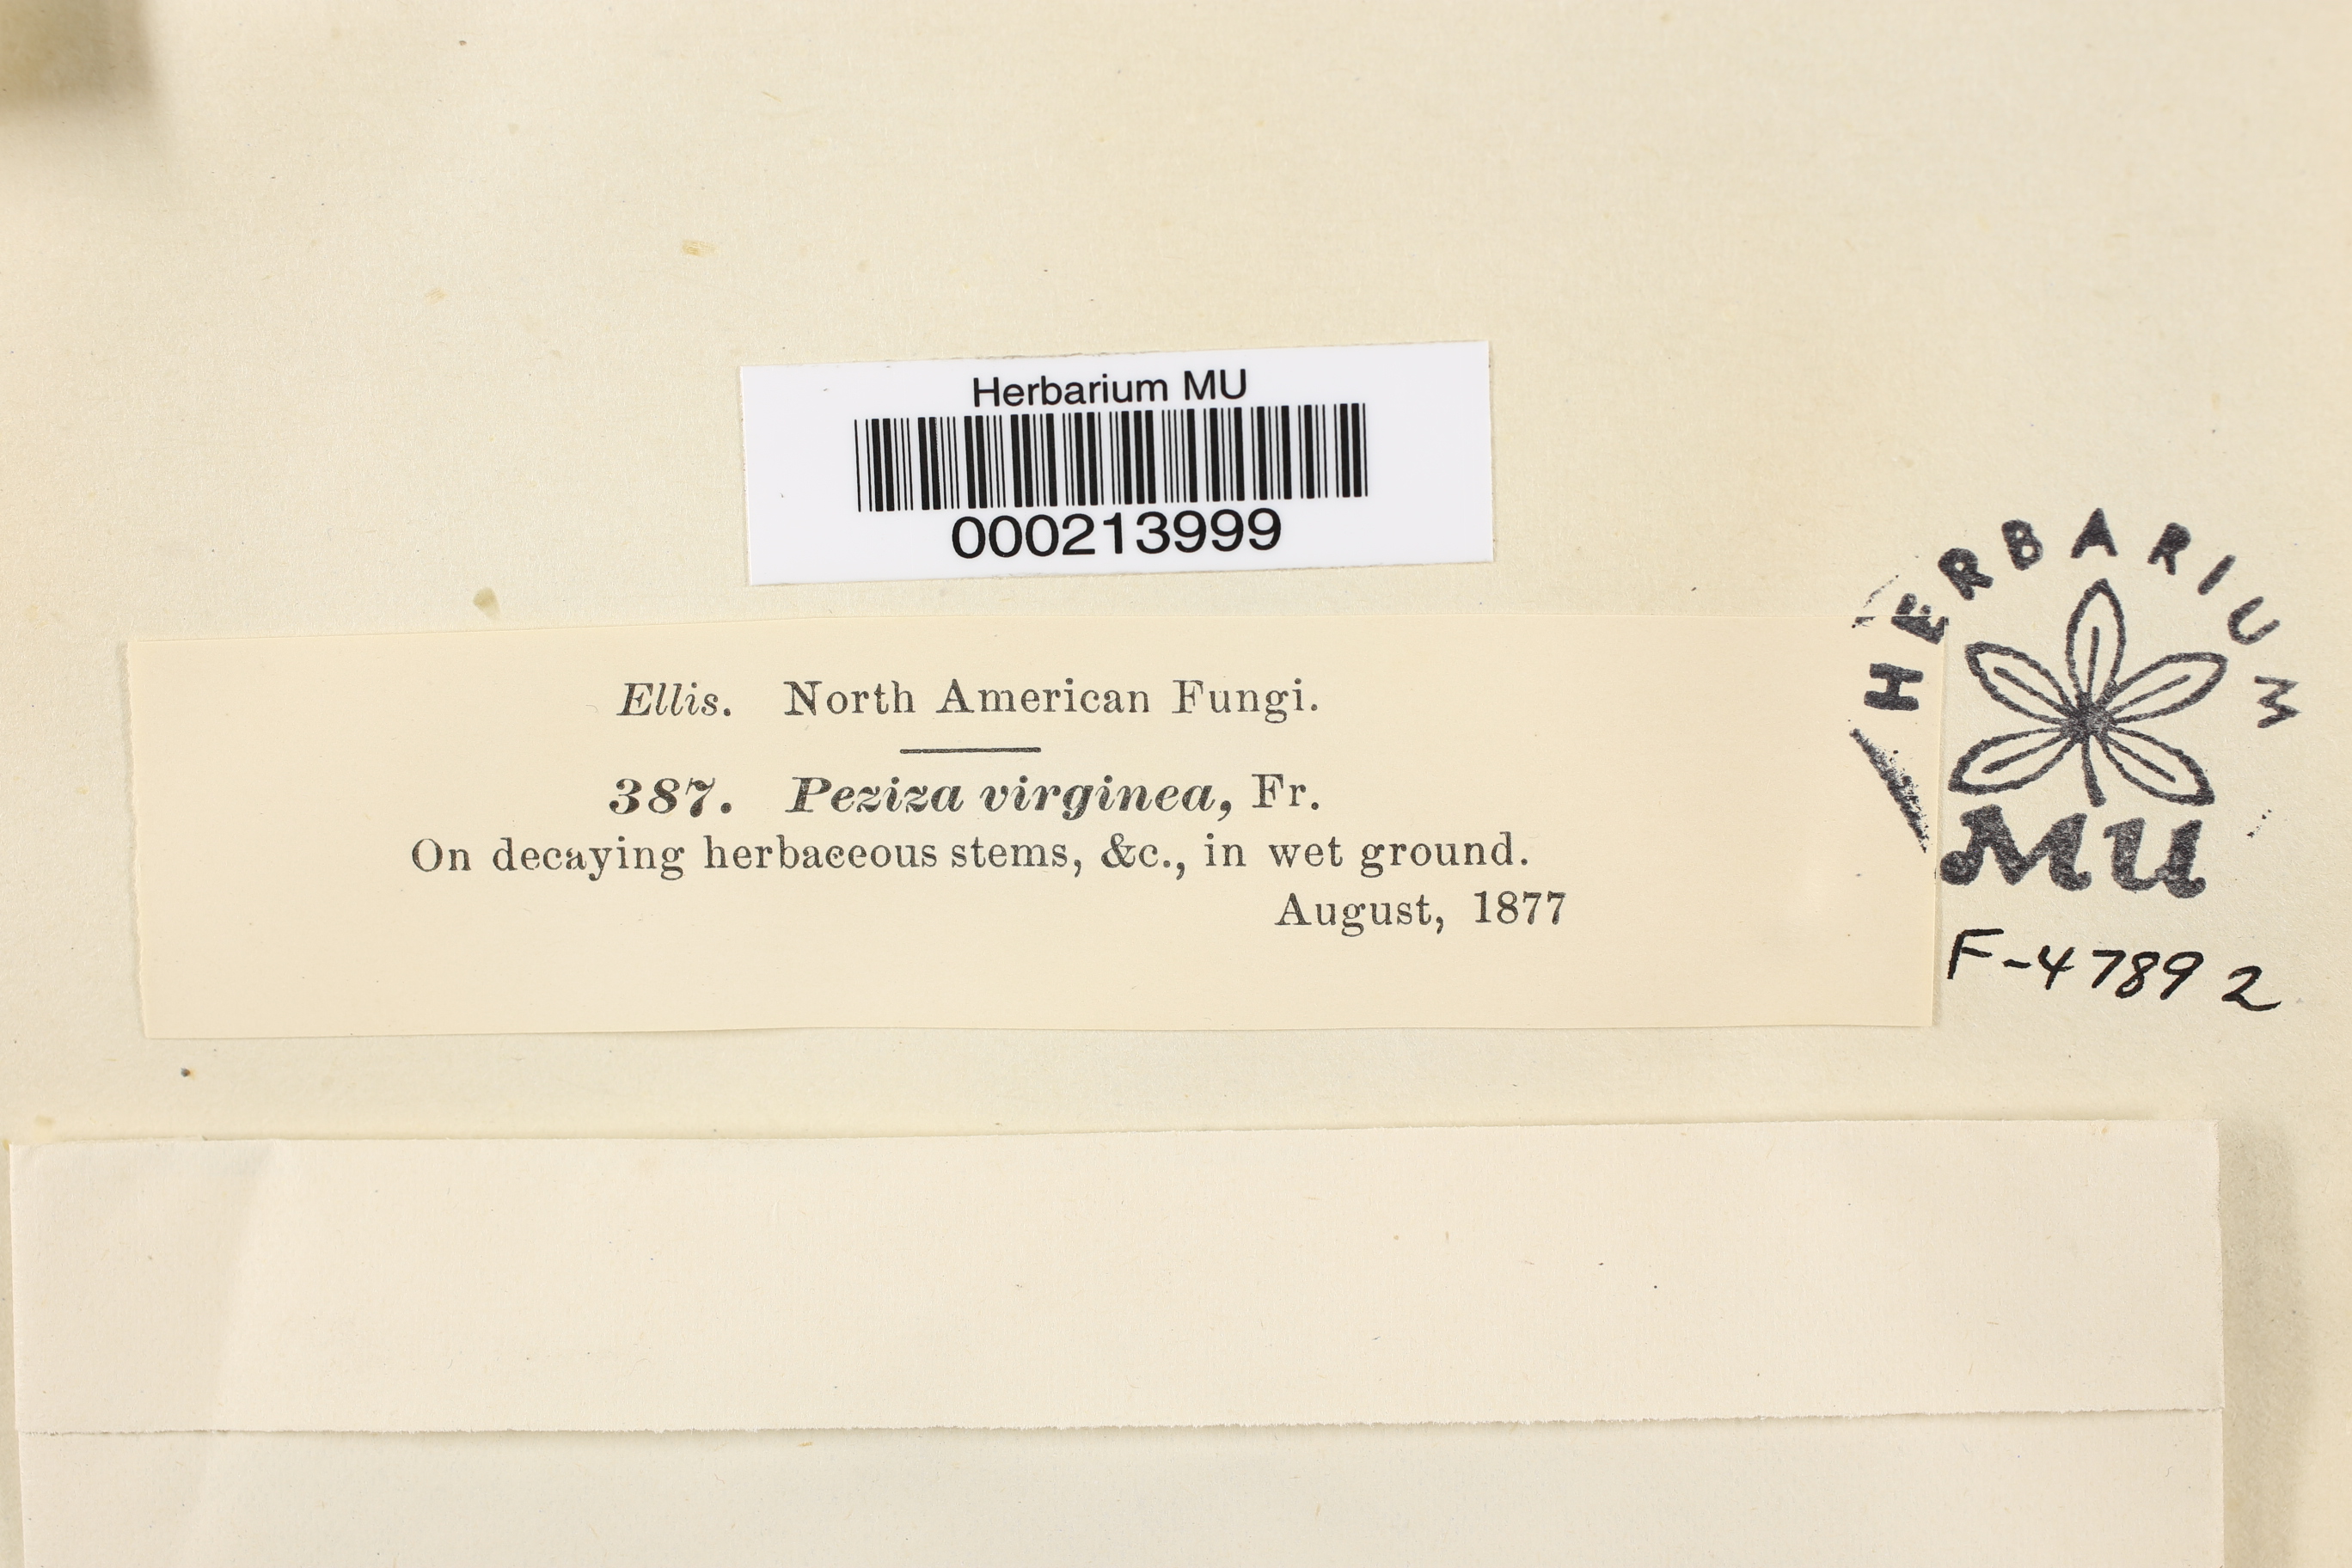 Herbarium MU
000213999
HERBARIUM
MU
F-47892
Ellis. North American Fungi.
387. Peziza virginea, Fr.
On decaying herbaceous stems, &c., in wet ground.
August, 1877